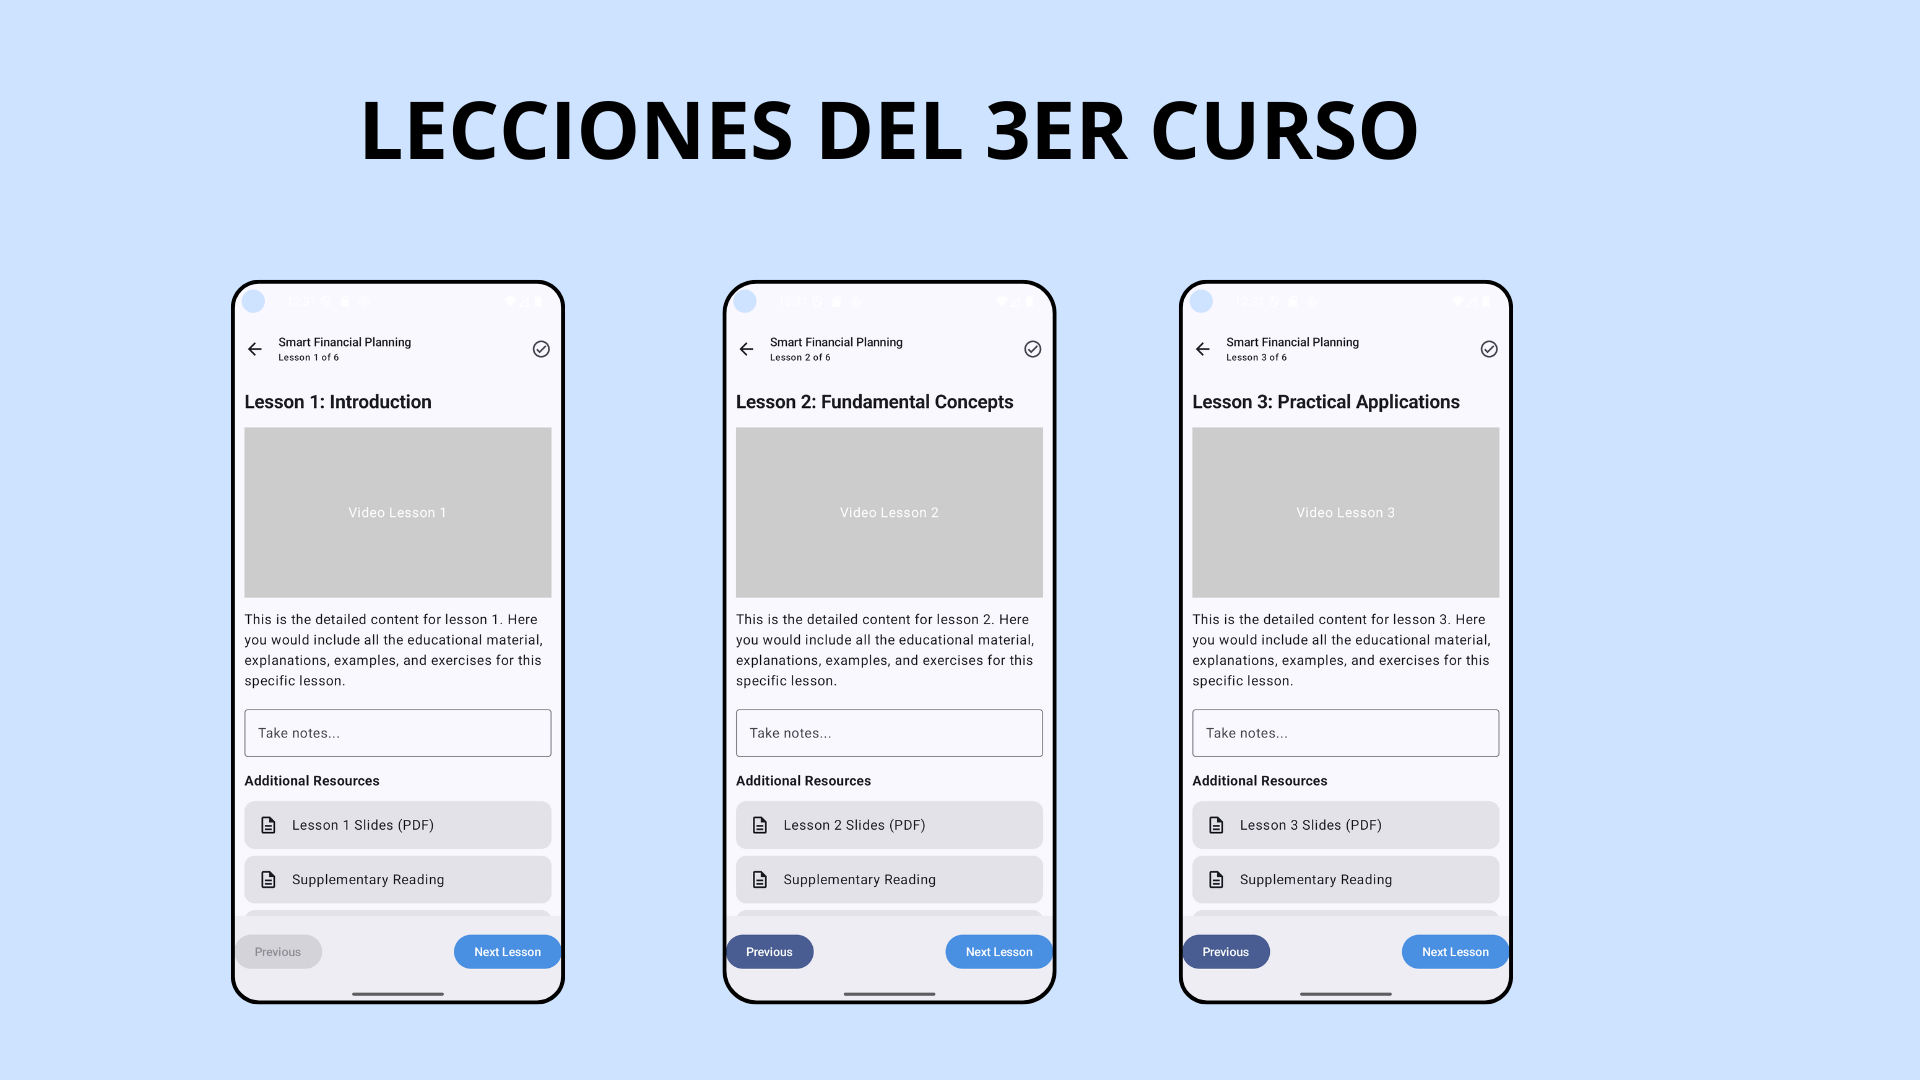 LECCIONES DEL 3ER CURSO
Smart Financial Planning
Lesson 1 of 6
Lesson 1: Introduction
Video Lesson 1
This is the detailed content for lesson 1. Here
you would include all the educational material,
explanations, examples, and exercises for this
specific lesson.
Take notes...
Additional Resources
Lesson 1 Slides (PDF)
Supplementary Reading
Previous
Next Lesson
Smart Financial Planning
Lesson 2 of 6
Lesson 2: Fundamental Concepts
Video Lesson 2
This is the detailed content for lesson 2. Here
you would include all the educational material,
explanations, examples, and exercises for this
specific lesson.
Take notes...
Additional Resources
Lesson 2 Slides (PDF)
Supplementary Reading
Previous
Next Lesson
Smart Financial Planning
Lesson 3 of 6
Lesson 3: Practical Applications
Video Lesson 3
This is the detailed content for lesson 3. Here
you would include all the educational material,
explanations, examples, and exercises for this
specific lesson.
Take notes...
Additional Resources
Lesson 3 Slides (PDF)
Supplementary Reading
Previous
Next Lesson